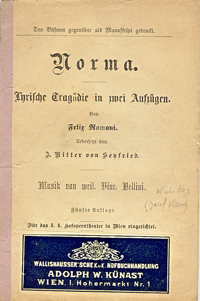 Den Bühnen gegenüber als Manuskript gedruckt.
Norma.
Lyrische Tragödie in zwei Aufzügen.
Von
Felix Romani.
Uebersetzt von
J. Ritter von Seyfried.
Musik von weil. Vinc. Bellini.
Fünfte Auflage.
Für das k. k. Hofoperntheater in Wien eingerichtet.
WALLISHAUSSER'SCHE K.u.K. HOFBUCHHANDLUNG
ADOLPH W. KÜNAST
WIEN, I. Hohermarkt Nr. 1